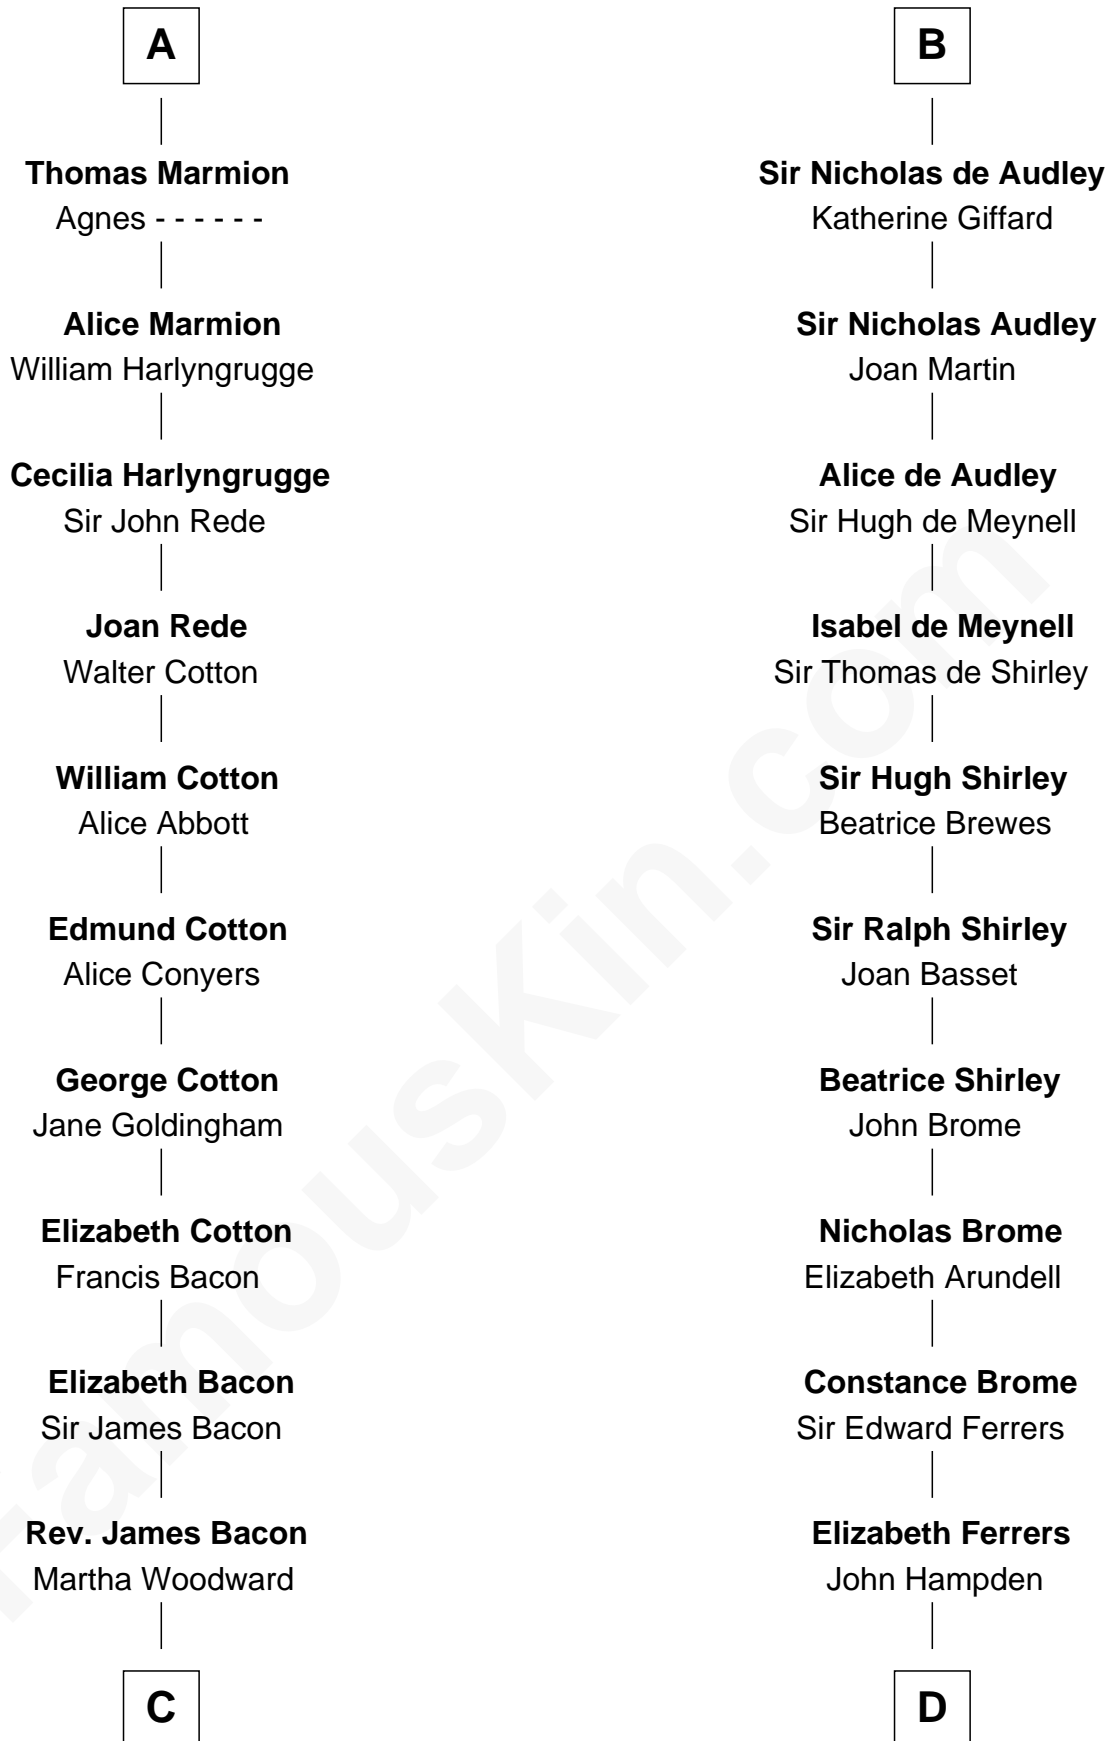 A
Thomas Marmion
Agnes - - - - - -
Alice Marmion
William Harlyngrugge
Cecilia Harlyngrugge
Sir John Rede
Joan Rede
Walter Cotton
William Cotton
Alice Abbott
Edmund Cotton
Alice Conyers
George Cotton
Jane Goldingham
Elizabeth Cotton
Francis Bacon
Elizabeth Bacon
Sir James Bacon
Rev. James Bacon
Martha Woodward
C
B
Sir Nicholas de Audley
Katherine Giffard
Sir Nicholas Audley
Joan Martin
Alice de Audley
Sir Hugh de Meynell
Isabel de Meynell
Sir Thomas de Shirley
Sir Hugh Shirley
Beatrice Brewes
Sir Ralph Shirley
Joan Basset
Beatrice Shirley
John Brome
Nicholas Brome
Elizabeth Arundell
Constance Brome
Sir Edward Ferrers
Elizabeth Ferrers
John Hampden
D
FamousKin.com